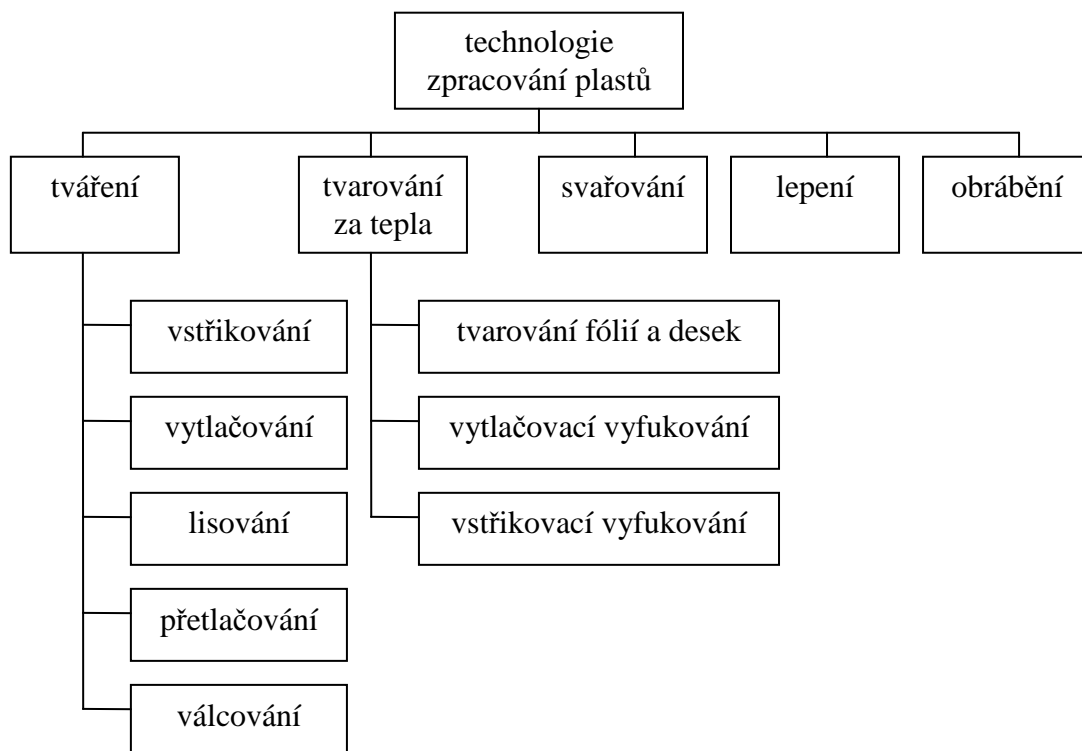 technologie
zpracování plastů
tváření
tvarování
za tepla
svařování
lepení
obrábění
vstřikování
tvarování fólií a desek
vytlačování
vytlačovací vyfukování
lisování
vstřikovací vyfukování
přetlačování
válcování